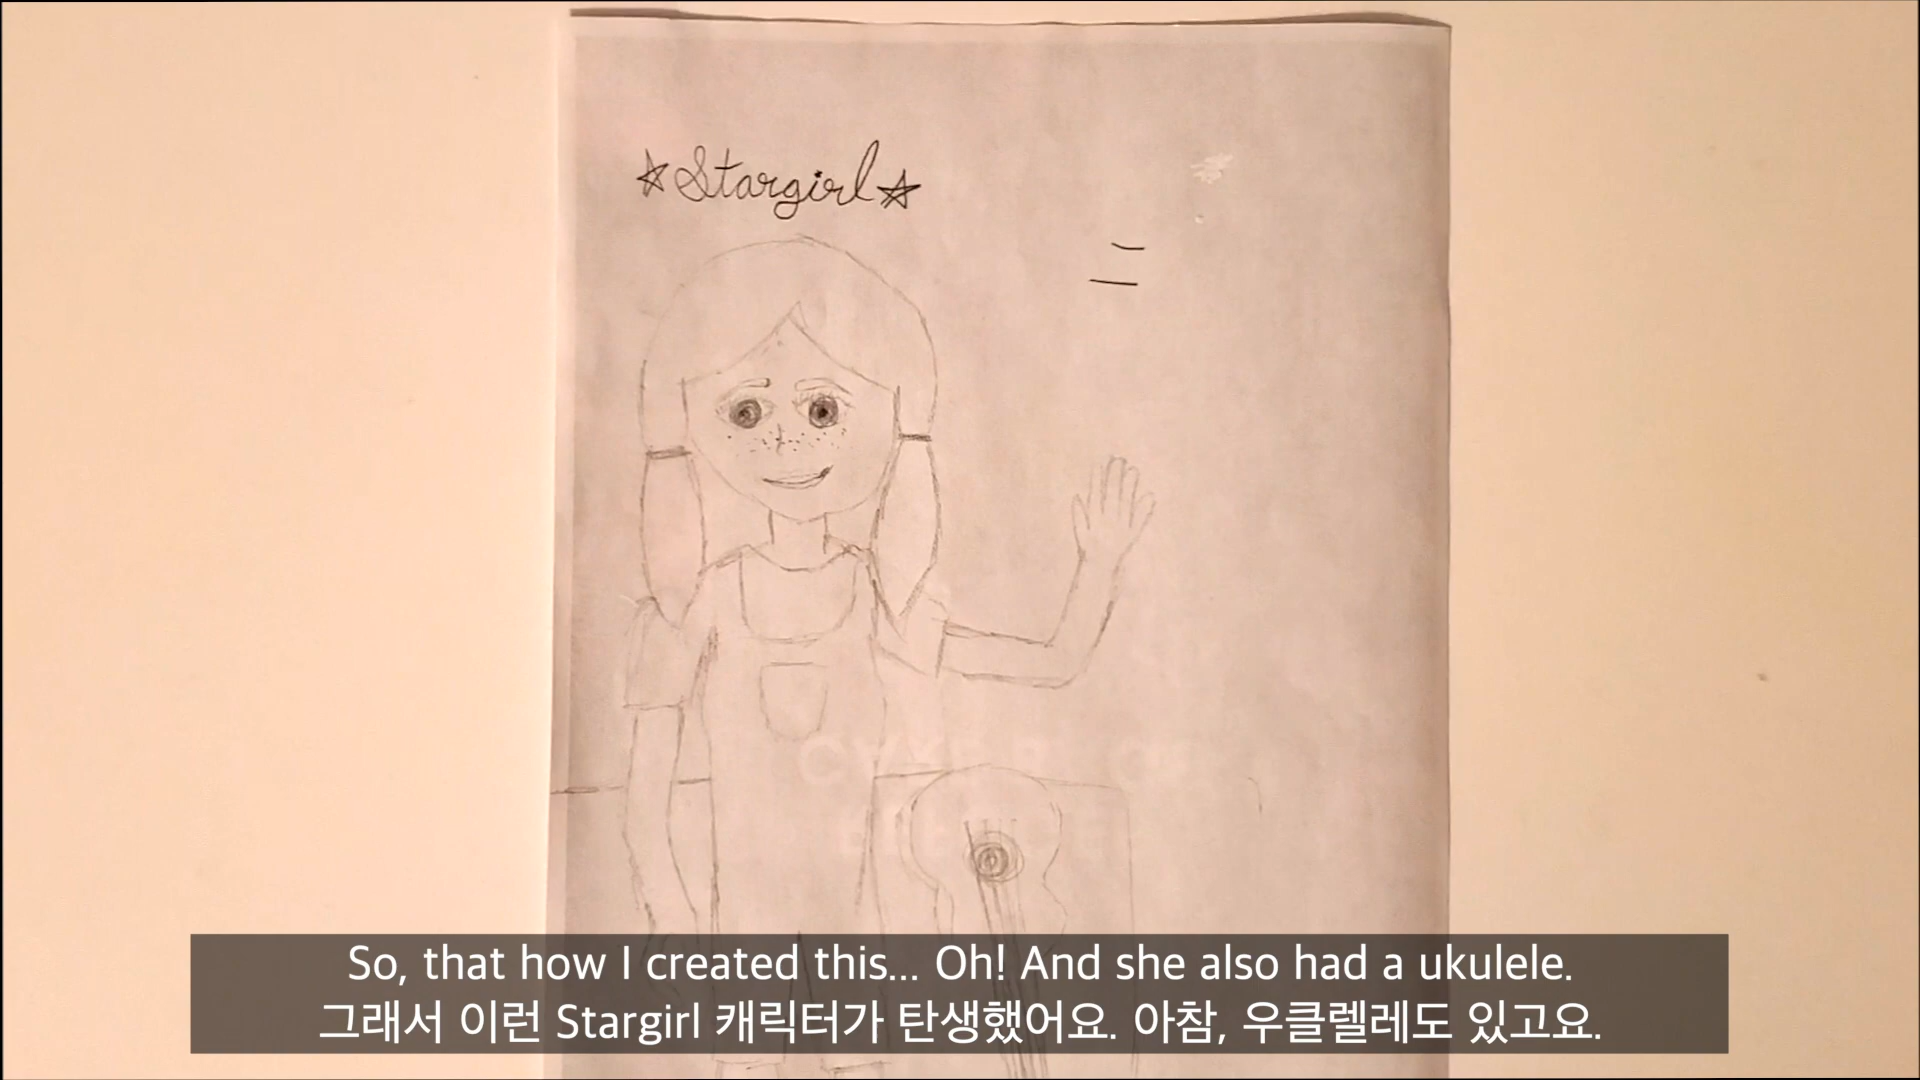 ☆Stargirl☆
So, that how I created this... Oh! And she also had a ukulele.
그래서 이런 Stargirl 캐릭터가 탄생했어요. 아참, 우클렐레도 있고요.